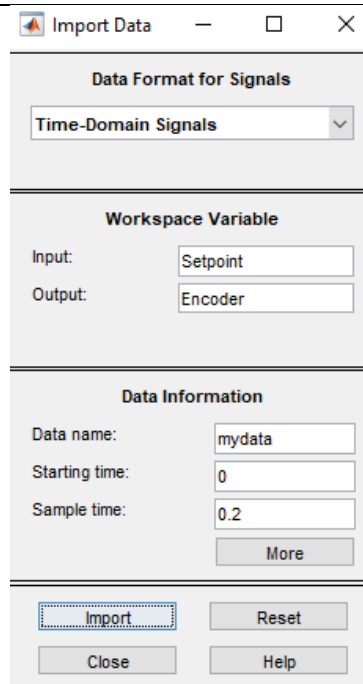 Import Data
Data Format for Signals
Time-Domain Signals
Workspace Variable
Input: Setpoint
Output: Encoder
Data Information
Data name: mydata
Starting time: 0
Sample time: 0.2
More
Import Reset
Close Help